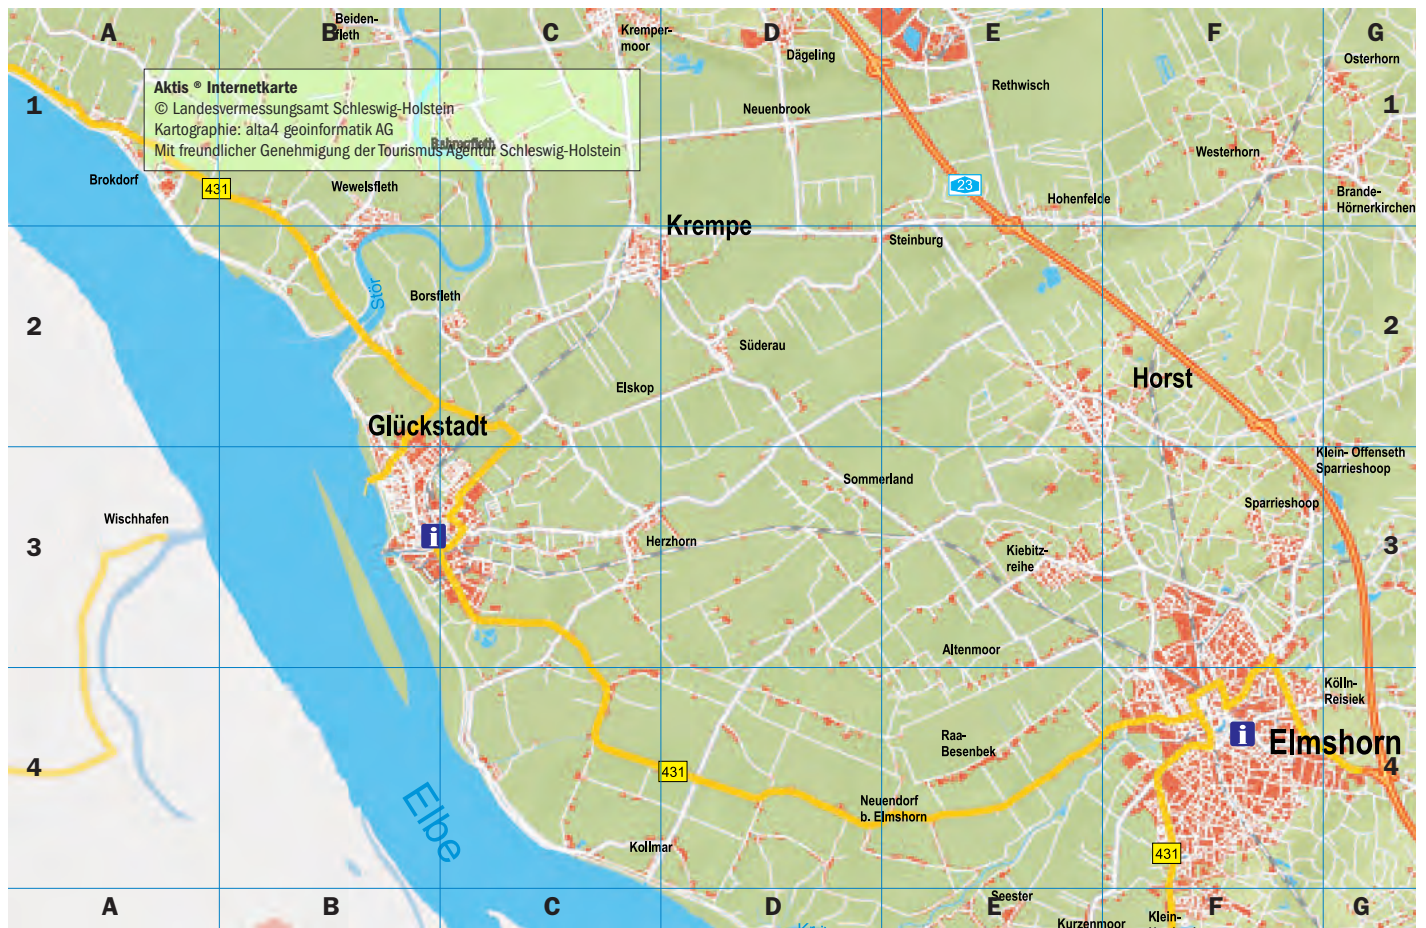 A
B
C
D
E
F
G
Beiden-
fleth
Kremper-
moor
Dägeling
Osterhorn
Rethwisch
1
1
Aktis ® Internetkarte
© Landesvermessungsamt Schleswig-Holstein
Kartographie: alta4 geoinformatik AG
Mit freundlicher Genehmigung der Tourismus Agentur Schleswig-Holstein
Neuenbrook
Westerhorn
Brokdorf
431
Wewelsfleth
23
Hohenfelde
Brande-
Hörnerkirchen
Krempe
Steinburg
Stör
Borsfleth
2
2
Süderau
Elskop
Horst
Glückstadt
Klein- Offenseth
Sparrieshoop
Sommerland
Sparrieshoop
Wischhafen
i
3
3
Herzhorn
Kiebitz-
reihe
Altenmoor
Kölln-
Reisiek
Raa-
Besenbek
i
Elmshorn
4
4
431
Elbe
Neuendorf
b. Elmshorn
Kollmar
431
Seester
A
B
C
D
E
F
G
Kurzenmoor
Klein-